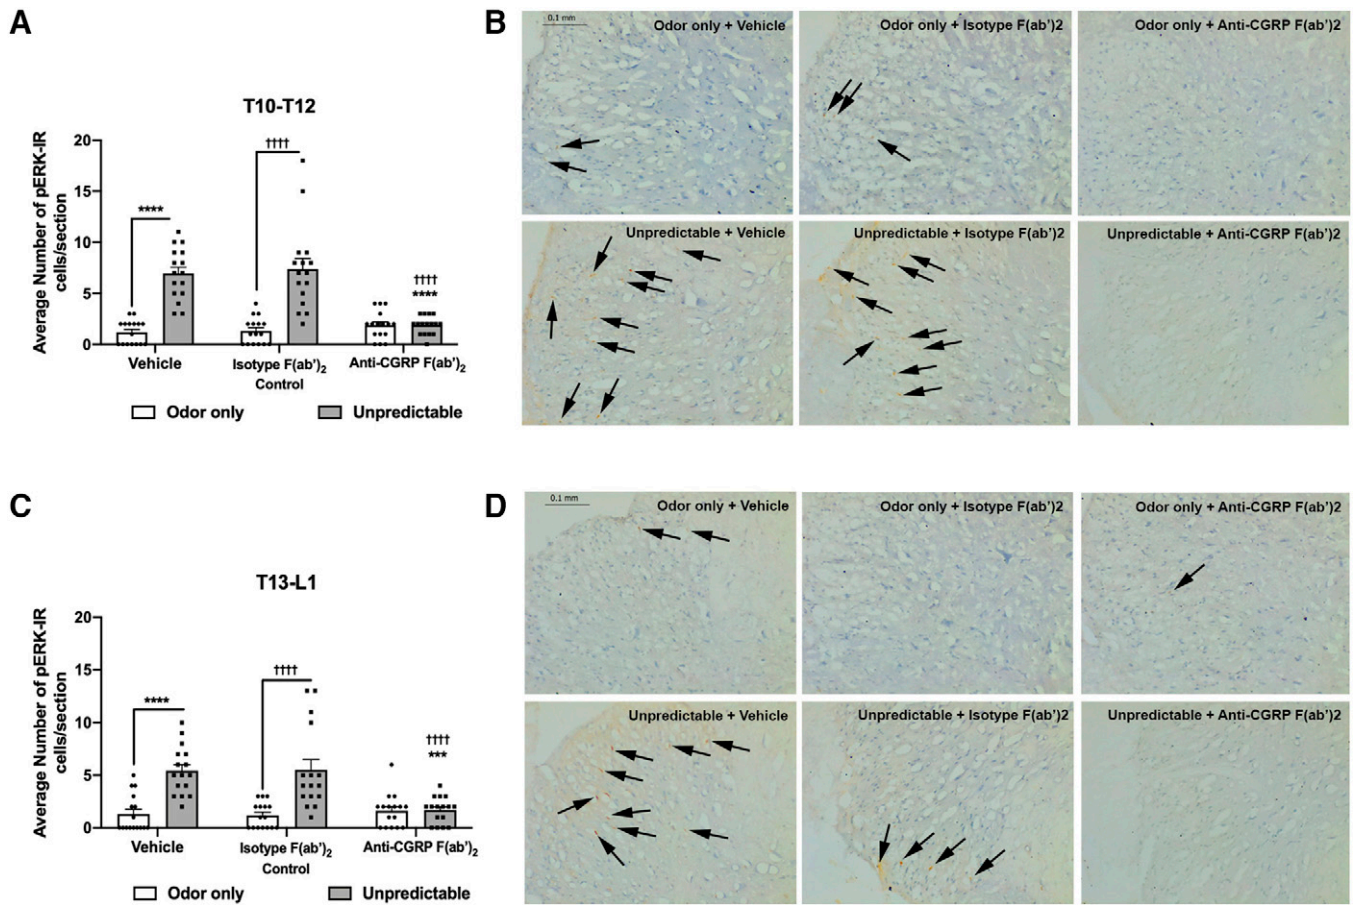 A
T10-T12
Average Number of pERK-IR
cells/section
20
15
10
5
0
****
††††
††††
****
Vehicle
Isotype F(ab')2
Control
Anti-CGRP F(ab')2
Odor only
Unpredictable
B
0.1 mm
Odor only + Vehicle
Odor only + Isotype F(ab')2
Odor only + Anti-CGRP F(ab')2
Unpredictable + Vehicle
Unpredictable + Isotype F(ab')2
Unpredictable + Anti-CGRP F(ab')2
C
T13-L1
Average Number of pERK-IR
cells/section
20
15
10
5
0
****
††††
††††
***
Vehicle
Isotype F(ab')2
Control
Anti-CGRP F(ab')2
Odor only
Unpredictable
D
0.1 mm
Odor only + Vehicle
Odor only + Isotype F(ab')2
Odor only + Anti-CGRP F(ab')2
Unpredictable + Vehicle
Unpredictable + Isotype F(ab')2
Unpredictable + Anti-CGRP F(ab')2